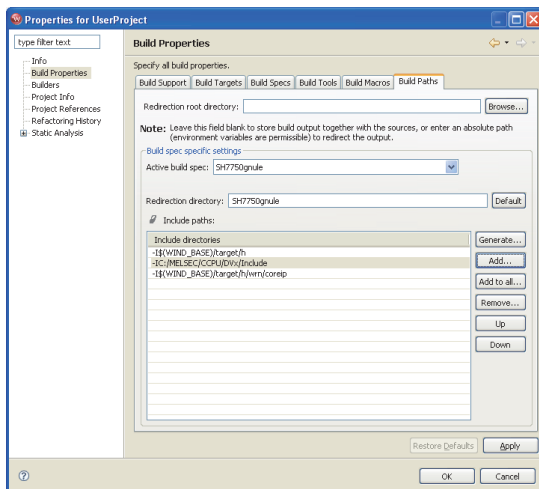 Properties for UserProject
type filter text
Info
Build Properties
Builders
Project Info
Project References
Refactoring History
Static Analysis
Build Properties
Specify all build properties.
Build Support Build Targets Build Specs Build Tools Build Macros Build Paths
Redirection root directory: Browse...
Note: Leave this field blank to store build output together with the sources, or enter an absolute path
(environment variables are permissible) to redirect the output.
Build spec specific settings
Active build spec: SH7750gnule
Redirection directory: SH7750gnule Default
Include paths:
Include directories
-I$(WIND_BASE)/target/h
-IC:/MELSEC/CCPU/DVx/Include
-I$(WIND_BASE)/target/h/wrn/coreip
Generate...
Add...
Add to all...
Remove...
Up
Down
Restore Defaults Apply
OK Cancel